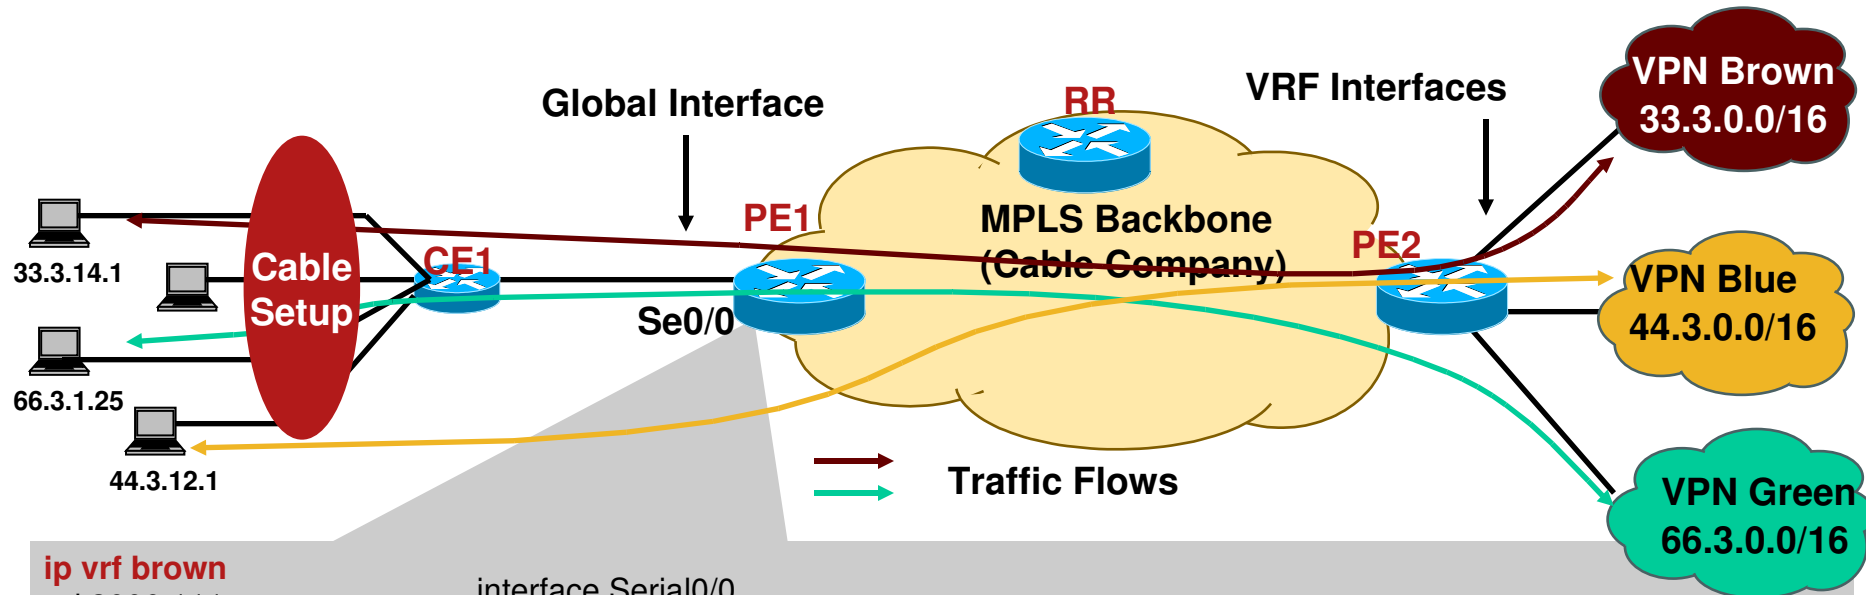 VPN Brown
33.3.0.0/16
Global Interface
RR
VRF Interfaces
PE1
MPLS Backbone
(Cable Company)
PE2
33.3.14.1
Cable
Setup
CE1
Se0/0
VPN Blue
44.3.0.0/16
66.3.1.25
44.3.12.1
Traffic Flows
VPN Green
66.3.0.0/16
ip vrf brown
interface Serial0/0